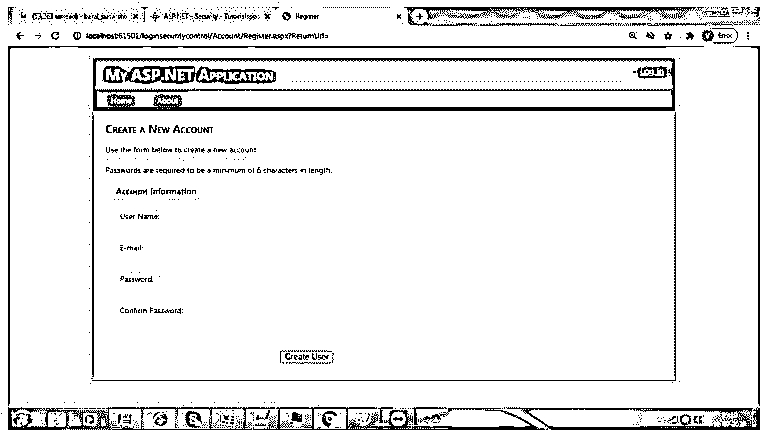 ASP.NET - Security - Tutorialspoint
Register
localhost:61501/loginsecuritycontrol/Account/Register.aspx?ReturnUrl=
Error
MY ASP.NET APPLICATION
LOG IN
Home About
CREATE A NEW ACCOUNT
Use the form below to create a new account.
Passwords are required to be a minimum of 6 characters in length.
Account Information
User Name:
E-mail:
Password:
Confirm Password:
Create User